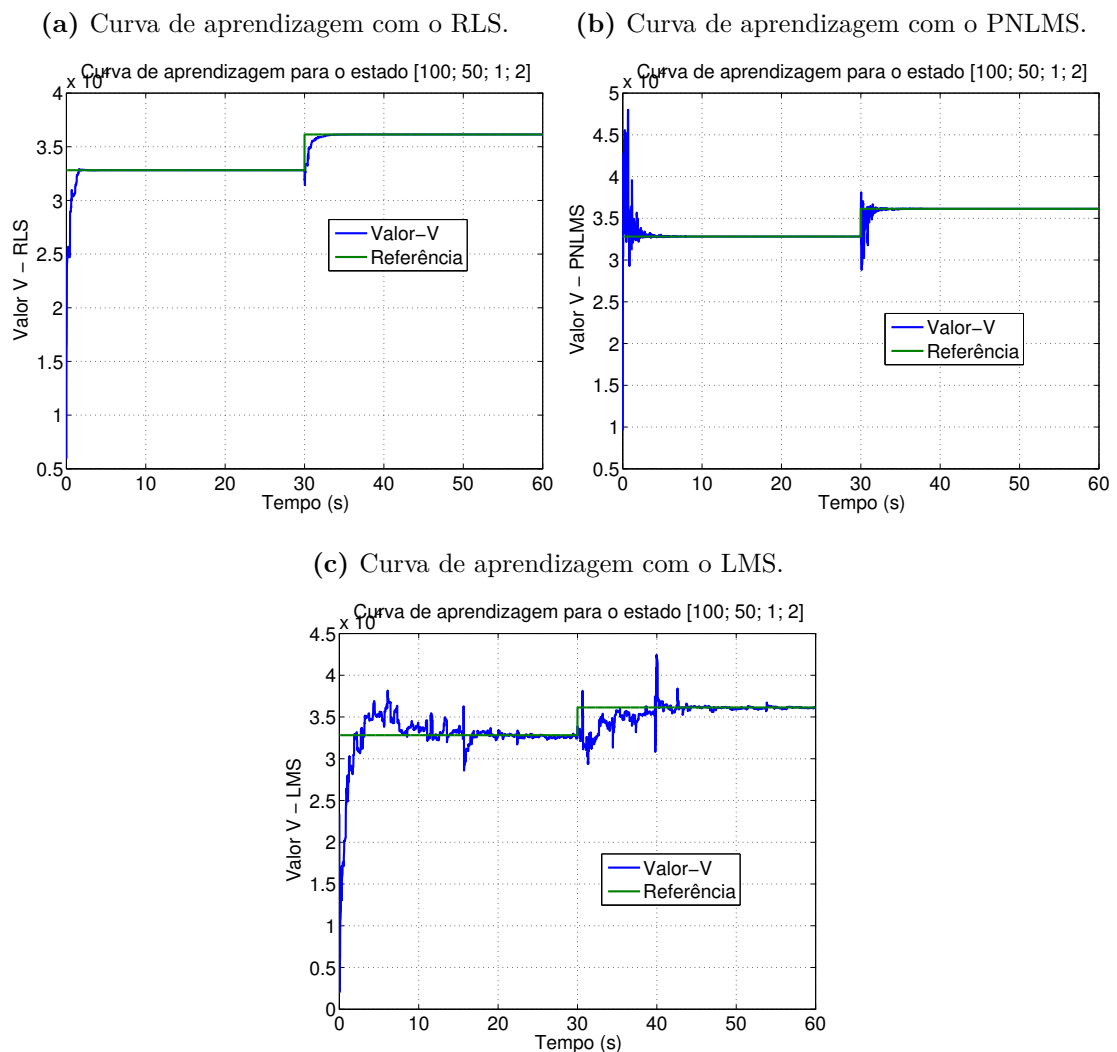 (a) Curva de aprendizagem com o RLS.
Curva de aprendizagem para o estado [100; 50; 1; 2]
x 10⁴
4
3.5
3
2.5
2
1.5
1
0.5
Valor V − RLS
Valor−V
Referência
0 10 20 30 40 50 60
Tempo (s)
(b) Curva de aprendizagem com o PNLMS.
Curva de aprendizagem para o estado [100; 50; 1; 2]
x 10⁴
5
4.5
4
3.5
3
2.5
2
1.5
1
0.5
Valor V − PNLMS
Valor−V
Referência
0 10 20 30 40 50 60
Tempo (s)
(c) Curva de aprendizagem com o LMS.
Curva de aprendizagem para o estado [100; 50; 1; 2]
x 10⁴
4.5
4
3.5
3
2.5
2
1.5
1
0.5
0
Valor V − LMS
Valor−V
Referência
0 10 20 30 40 50 60
Tempo (s)